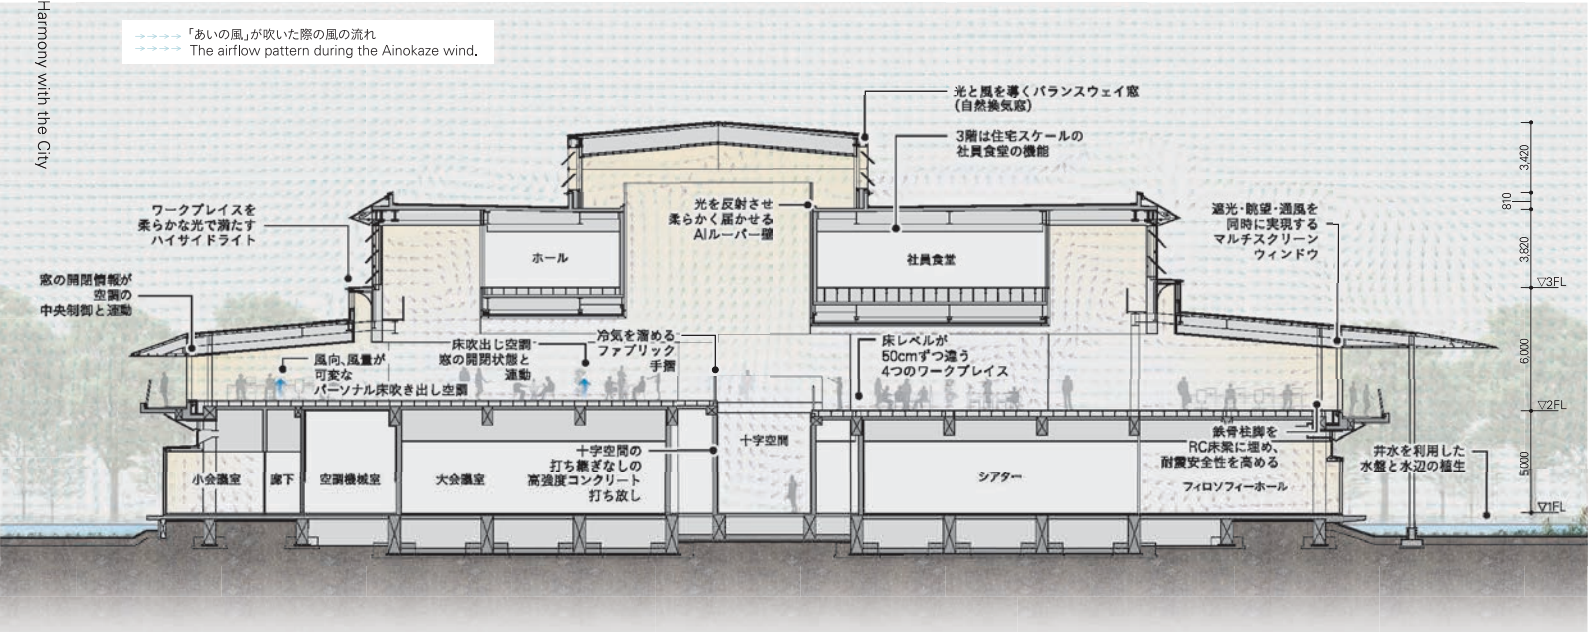 Harmony with the City
「あいの風」が吹いた際の風の流れ
The airflow pattern during the Ainokaze wind.
光と風を導くバランスウェイ窓
(自然換気窓)
3階は住宅スケールの
社員食堂の機能
光を反射させ
柔らかく届かせる
Alルーバー壁
ワークプレイスを
柔らかな光で満たす
ハイサイドライト
遮光・眺望・通風を
同時に実現する
マルチスクリーン
ウィンドウ
窓の開閉情報が
空調の
中央制御と連動
ホール
社員食堂
風向、風量が
可変な
パーソナル床吹き出し空調
床吹出し空調
窓の開閉状態と
連動
冷気を溜める
ファブリック
手摺
床レベルが
50cmずつ違う
4つのワークプレイス
小会議室
廊下
空調機械室
大会議室
十字空間の
打ち継ぎなしの
高強度コンクリート
打ち放し
十字空間
シアター
鉄骨柱脚を
RC床梁に埋め、
耐震安全性を高める
フィロソフィーホール
井水を利用した
水盤と水辺の植生
3,420
810
3,820
▽3FL
6,000
▽2FL
5000
▽1FL